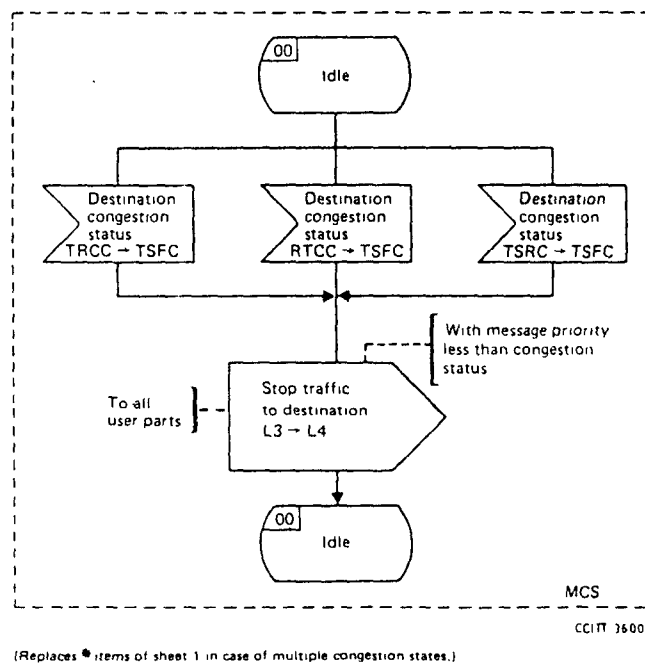 00
Idle
Destination
congestion
status
TRCC → TSFC
Destination
congestion
status
RTCC → TSFC
Destination
congestion
status
TSRC → TSFC
With message priority
less than congestion
status
To all
user parts
Stop traffic
to destination
L3 → L4
00
Idle
MCS
CCITT 3600
(Replaces * items of sheet 1 in case of multiple congestion states.)